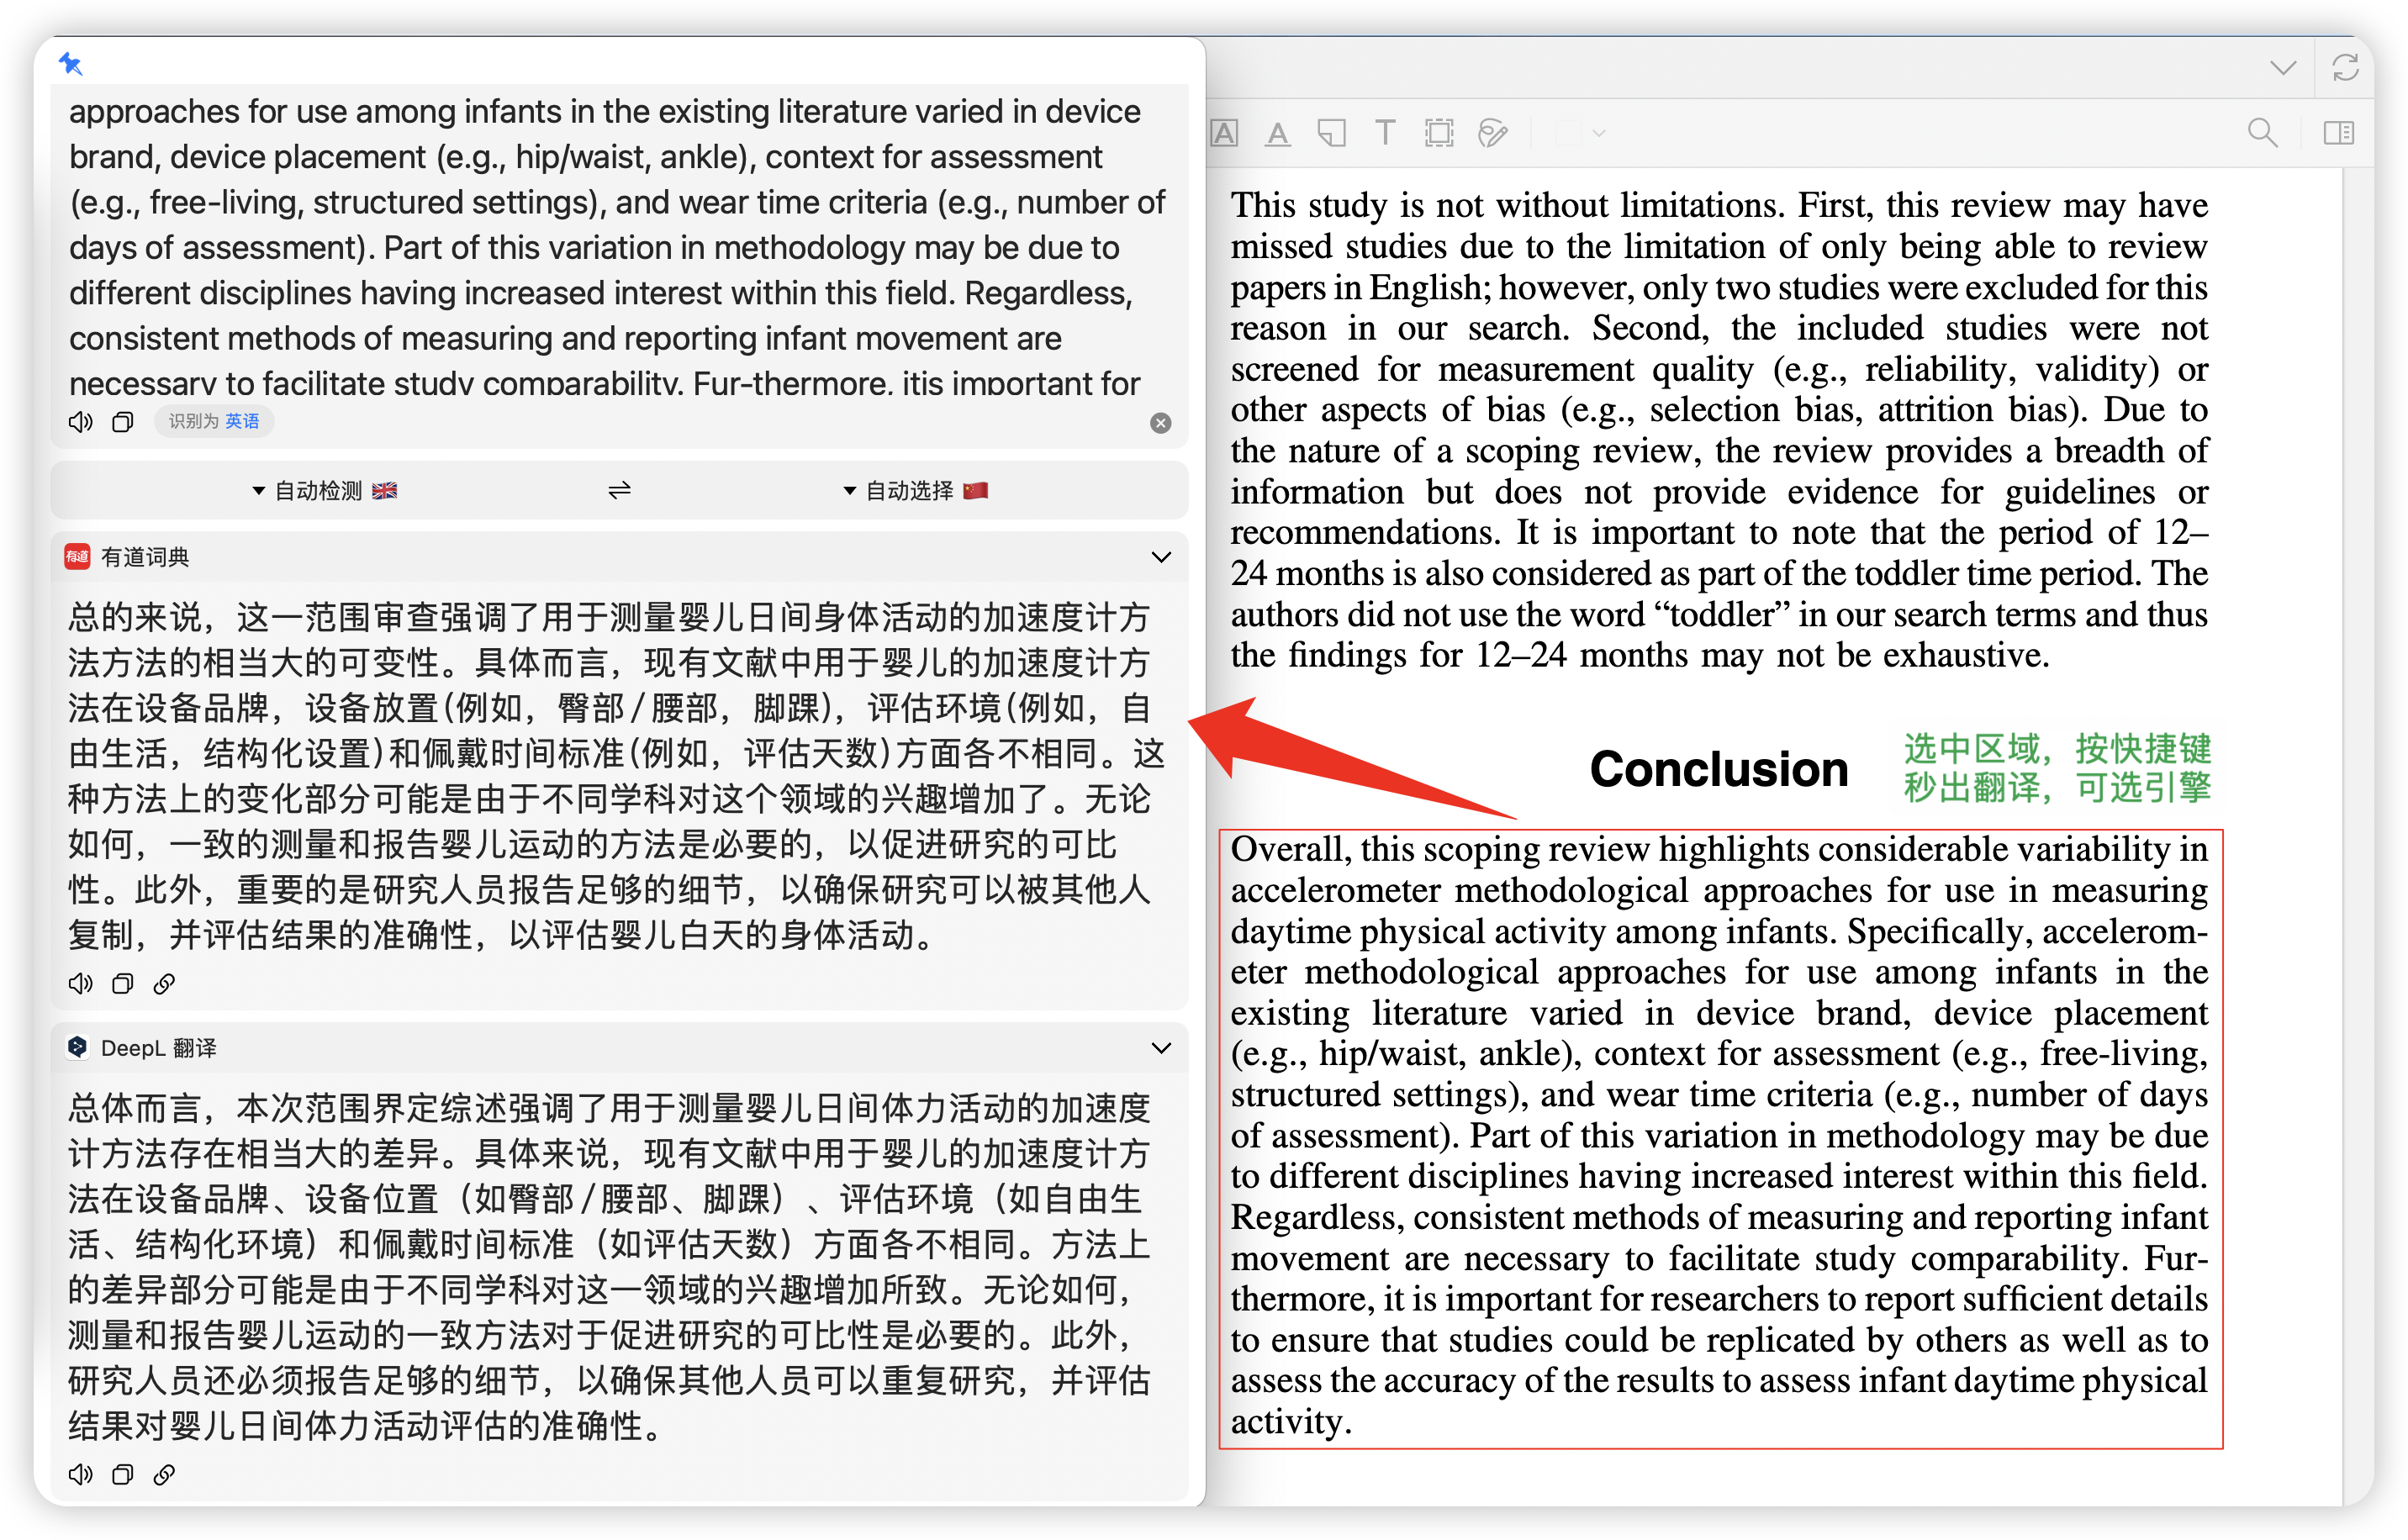 approaches for use among infants in the existing literature varied in device
brand, device placement (e.g., hip/waist, ankle), context for assessment
(e.g., free-living, structured settings), and wear time criteria (e.g., number of
days of assessment). Part of this variation in methodology may be due to
different disciplines having increased interest within this field. Regardless,
consistent methods of measuring and reporting infant movement are
necessary to facilitate study comparability. Fur-thermore, itis important for
识别为 英语
自动检测
自动选择
有道 有道词典
总的来说，这一范围审查强调了用于测量婴儿日间身体活动的加速度计方
法方法的相当大的可变性。具体而言，现有文献中用于婴儿的加速度计方
法在设备品牌，设备放置(例如，臀部/腰部，脚踝)，评估环境(例如，自
由生活，结构化设置)和佩戴时间标准(例如，评估天数)方面各不相同。这
种方法上的变化部分可能是由于不同学科对这个领域的兴趣增加了。无论
如何，一致的测量和报告婴儿运动的方法是必要的，以促进研究的可比
性。此外，重要的是研究人员报告足够的细节，以确保研究可以被其他人
复制，并评估结果的准确性，以评估婴儿白天的身体活动。
DeepL 翻译
总体而言，本次范围界定综述强调了用于测量婴儿日间体力活动的加速度
计方法存在相当大的差异。具体来说，现有文献中用于婴儿的加速度计方
法在设备品牌、设备位置（如臀部/腰部、脚踝）、评估环境（如自由生
活、结构化环境）和佩戴时间标准（如评估天数）方面各不相同。方法上
的差异部分可能是由于不同学科对这一领域的兴趣增加所致。无论如何，
测量和报告婴儿运动的一致方法对于促进研究的可比性是必要的。此外，
研究人员还必须报告足够的细节，以确保其他人员可以重复研究，并评估
结果对婴儿日间体力活动评估的准确性。
This study is not without limitations. First, this review may have
missed studies due to the limitation of only being able to review
papers in English; however, only two studies were excluded for this
reason in our search. Second, the included studies were not
screened for measurement quality (e.g., reliability, validity) or
other aspects of bias (e.g., selection bias, attrition bias). Due to
the nature of a scoping review, the review provides a breadth of
information but does not provide evidence for guidelines or
recommendations. It is important to note that the period of 12–
24 months is also considered as part of the toddler time period. The
authors did not use the word “toddler” in our search terms and thus
the findings for 12–24 months may not be exhaustive.
Conclusion
选中区域，按快捷键
秒出翻译，可选引擎
Overall, this scoping review highlights considerable variability in
accelerometer methodological approaches for use in measuring
daytime physical activity among infants. Specifically, accelerom-
eter methodological approaches for use among infants in the
existing literature varied in device brand, device placement
(e.g., hip/waist, ankle), context for assessment (e.g., free-living,
structured settings), and wear time criteria (e.g., number of days
of assessment). Part of this variation in methodology may be due
to different disciplines having increased interest within this field.
Regardless, consistent methods of measuring and reporting infant
movement are necessary to facilitate study comparability. Fur-
thermore, it is important for researchers to report sufficient details
to ensure that studies could be replicated by others as well as to
assess the accuracy of the results to assess infant daytime physical
activity.